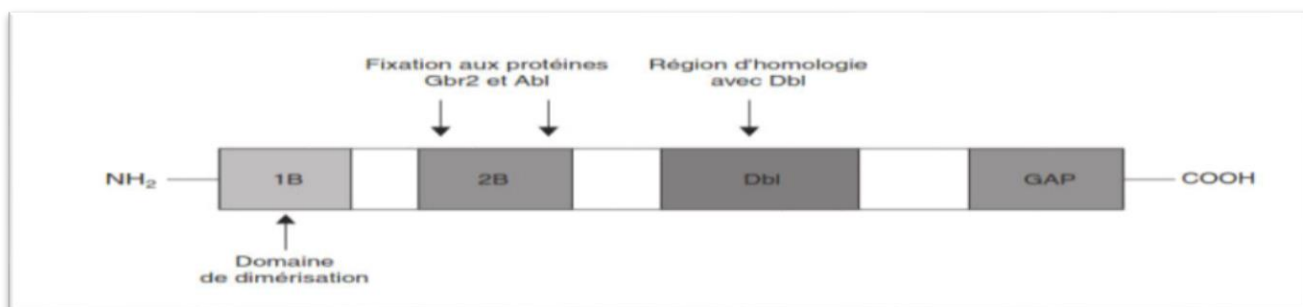 Fixation aux protéines
Gbr2 et Abl
Région d'homologie
avec Dbl
NH₂
1B
2B
Dbl
GAP
COOH
Domaine
de dimérisation